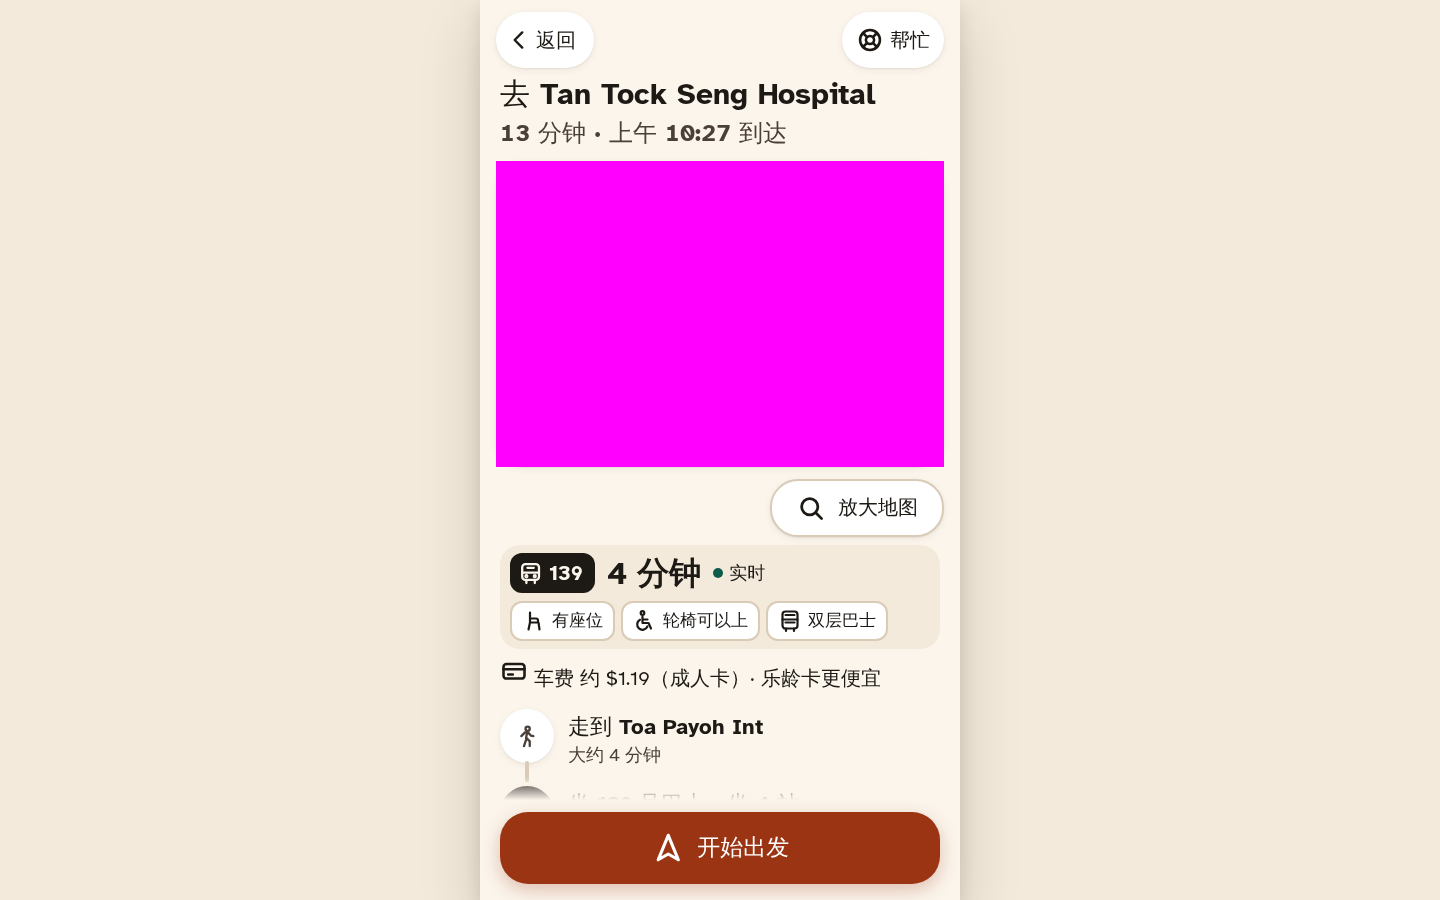 返回
帮忙
去 Tan Tock Seng Hospital
13 分钟 • 上午 10:27 到达
放大地图
139
4 分钟
实时
有座位
轮椅可以上
双层巴士
车费 约 $1.19（成人卡）· 乐龄卡更便宜
走到 Toa Payoh Int
大约 4 分钟
开始出发